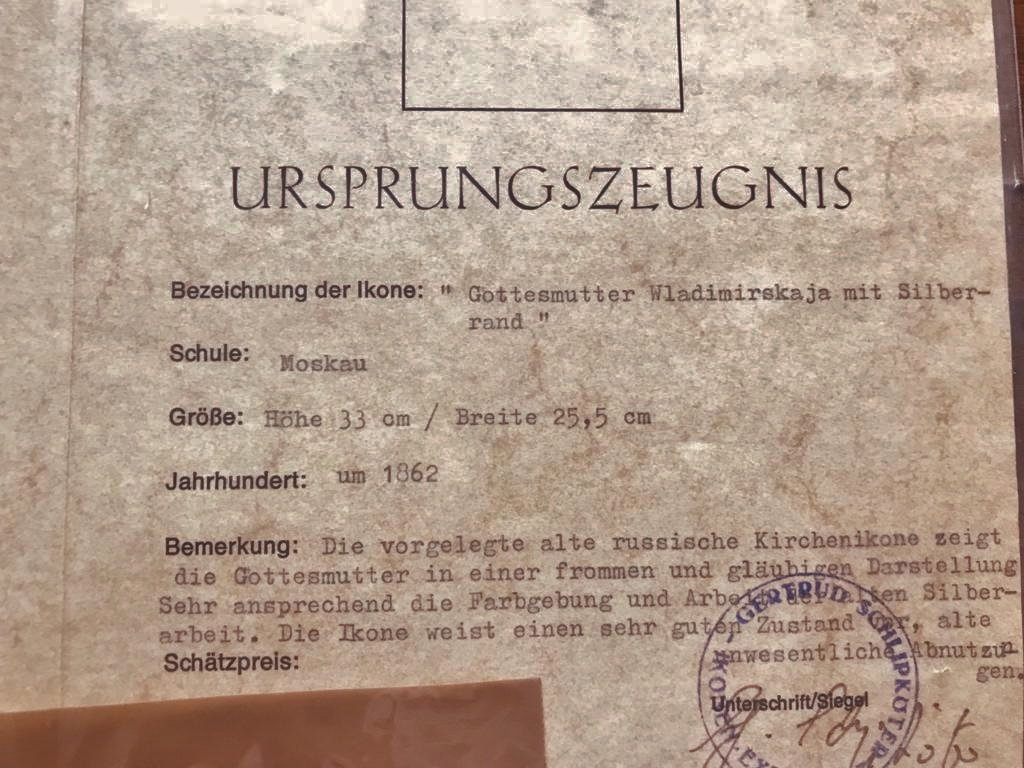 URSPRUNGSZEUGNIS
Bezeichnung der Ikone: " Gottesmutter Wladimirskaja mit Silber-
rand "
Schule: Moskau
Größe: Höhe 33 cm / Breite 25,5 cm
Jahrhundert: um 1862
Bemerkung: Die vorgelegte alte russische Kirchenikone zeigt
die Gottesmutter in einer frommen und gläubigen Darstellung
Sehr ansprechend die Farbgebung und Arbeit der alten Silber-
arbeit. Die Ikone weist einen sehr guten Zustand vor, alte
unwesentliche Abnutzun-
gen.
Schätzpreis:
Unterschrift/Siegel
GERTRUD SCHLIPKÖTER